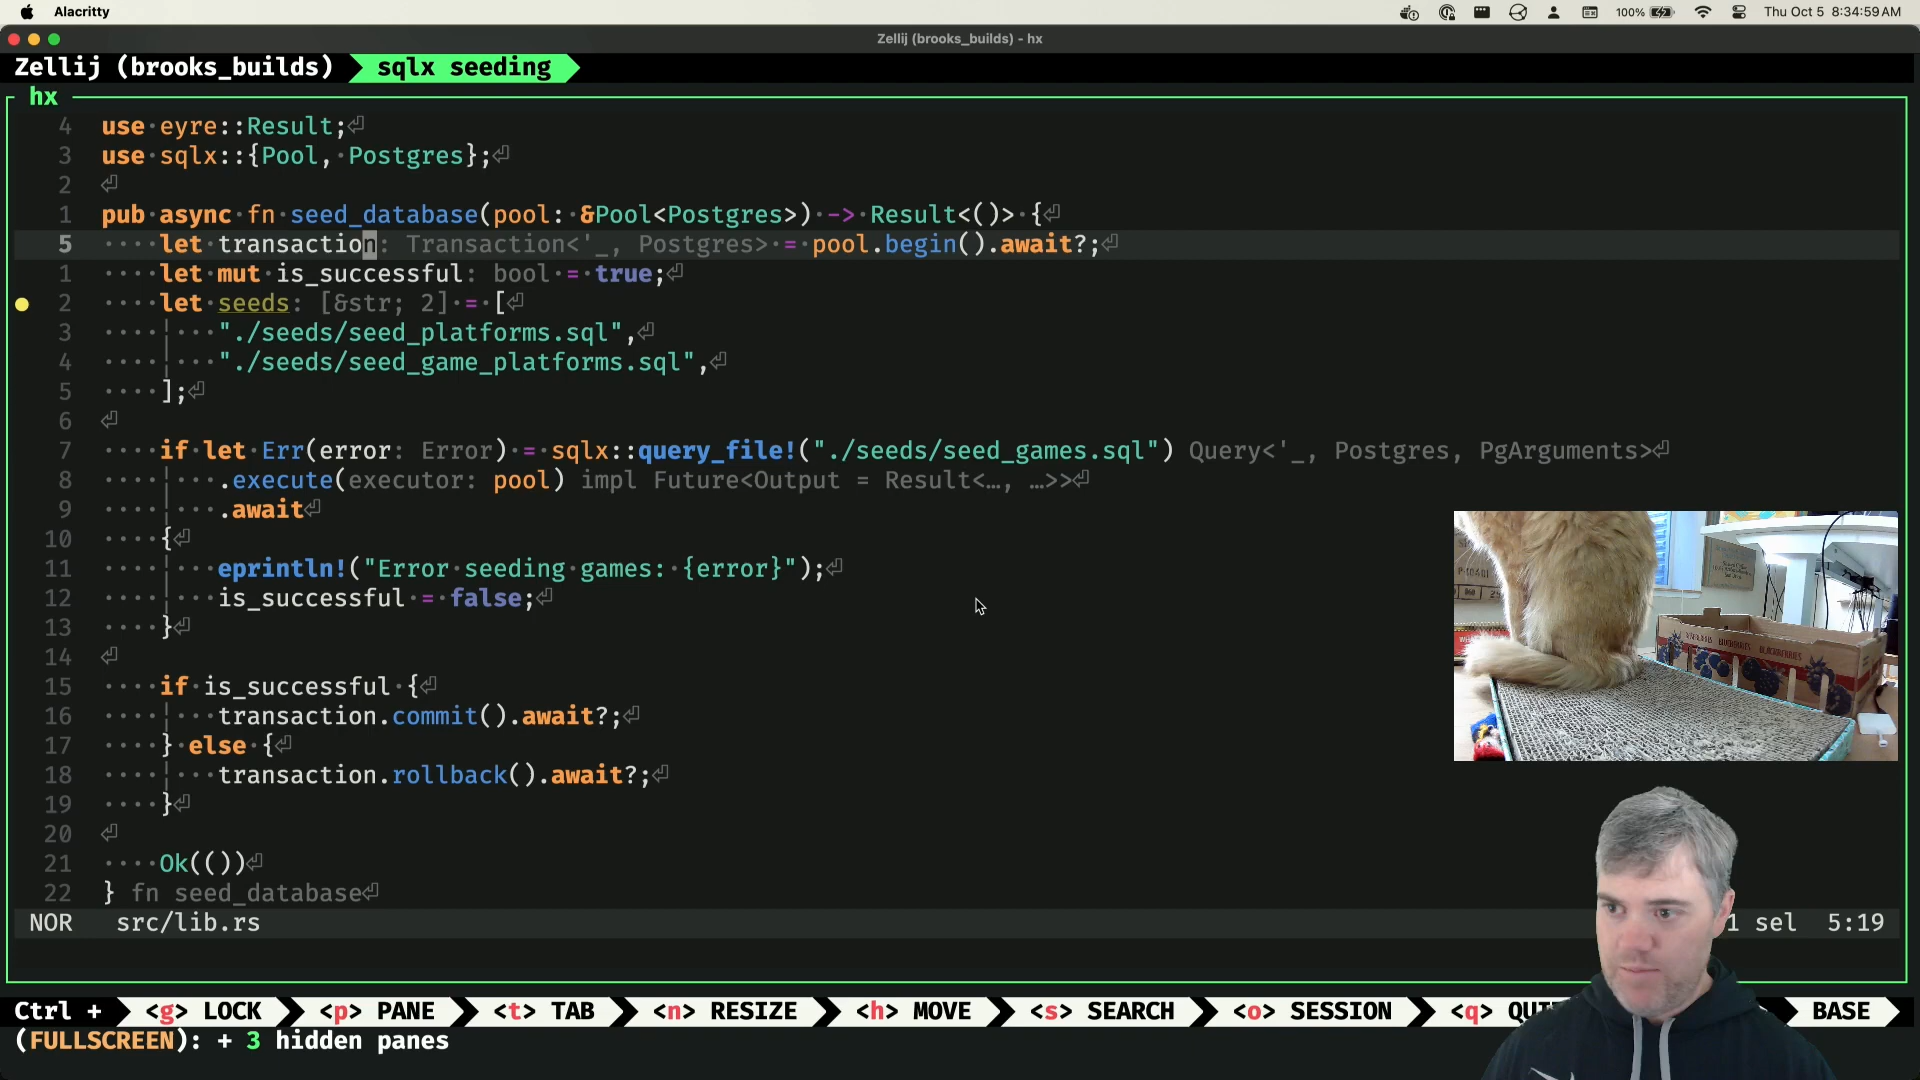 Alacritty
100%
Thu Oct 5 8:34:59 AM
Zellij (brooks_builds) - hx
Zellij (brooks_builds) sqlx seeding
hx
4 use·eyre::Result;⏎
3 use·sqlx::{Pool,·Postgres};⏎
2 ⏎
1 pub·async·fn·seed_database(pool:·&Pool<Postgres>)·->·Result<()>·{⏎
5 ····let·transaction: Transaction<'_, Postgres>·=·pool.begin().await?;⏎
1 ····let·mut·is_successful: bool·=·true;⏎
2 ····let·seeds: [&str; 2]·=·[⏎
3 ····¦···"./seeds/seed_platforms.sql",⏎
4 ····¦···"./seeds/seed_game_platforms.sql",⏎
5 ····];⏎
6 ⏎
7 ····if·let·Err(error: Error)·=·sqlx::query_file!("./seeds/seed_games.sql") Query<'_, Postgres, PgArguments>⏎
8 ····¦···.execute(executor: pool) impl Future<Output = Result<…, …>>⏎
9 ····¦···.await⏎
10 ····{⏎
11 ····¦···eprintln!("Error·seeding·games:·{error}");⏎
12 ····¦···is_successful·=·false;⏎
13 ····}⏎
14 ⏎
15 ····if·is_successful·{⏎
16 ····¦···transaction.commit().await?;⏎
17 ····}·else·{⏎
18 ····¦···transaction.rollback().await?;⏎
19 ····}⏎
20 ⏎
21 ····Ok(())⏎
22 } fn seed_database⏎
NOR src/lib.rs 1 sel 5:19
Ctrl + <g> LOCK <p> PANE <t> TAB <n> RESIZE <h> MOVE <s> SEARCH <o> SESSION <q> BASE
(FULLSCREEN): + 3 hidden panes